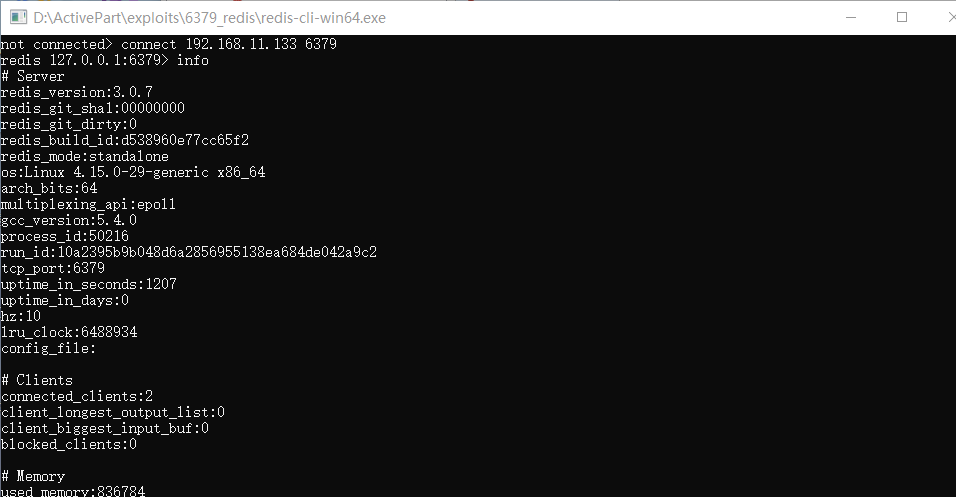 D:\ActivePart\exploits\6379_redis\redis-cli-win64.exe
not connected> connect 192.168.11.133 6379
redis 127.0.0.1:6379> info
# Server
redis_version:3.0.7
redis_git_sha1:00000000
redis_git_dirty:0
redis_build_id:d538960e77cc65f2
redis_mode:standalone
os:Linux 4.15.0-29-generic x86_64
arch_bits:64
multiplexing_api:epoll
gcc_version:5.4.0
process_id:50216
run_id:10a2395b9b048d6a2856955138ea684de042a9c2
tcp_port:6379
uptime_in_seconds:1207
uptime_in_days:0
hz:10
lru_clock:6488934
config_file:
# Clients
connected_clients:2
client_longest_output_list:0
client_biggest_input_buf:0
blocked_clients:0
# Memory
used_memory:836784